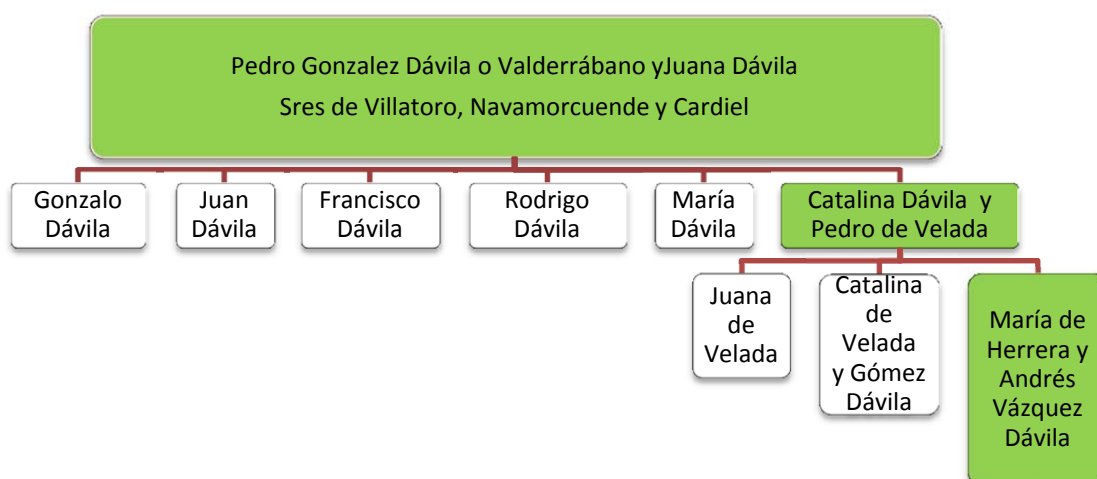 Pedro Gonzalez Dávila o Valderrábano yJuana Dávila
Sres de Villatoro, Navamorcuende y Cardiel
Gonzalo
Dávila
Juan
Dávila
Francisco
Dávila
Rodrigo
Dávila
María
Dávila
Catalina Dávila y
Pedro de Velada
Juana
de
Velada
Catalina
de
Velada
y Gómez
Dávila
María de
Herrera y
Andrés
Vázquez
Dávila